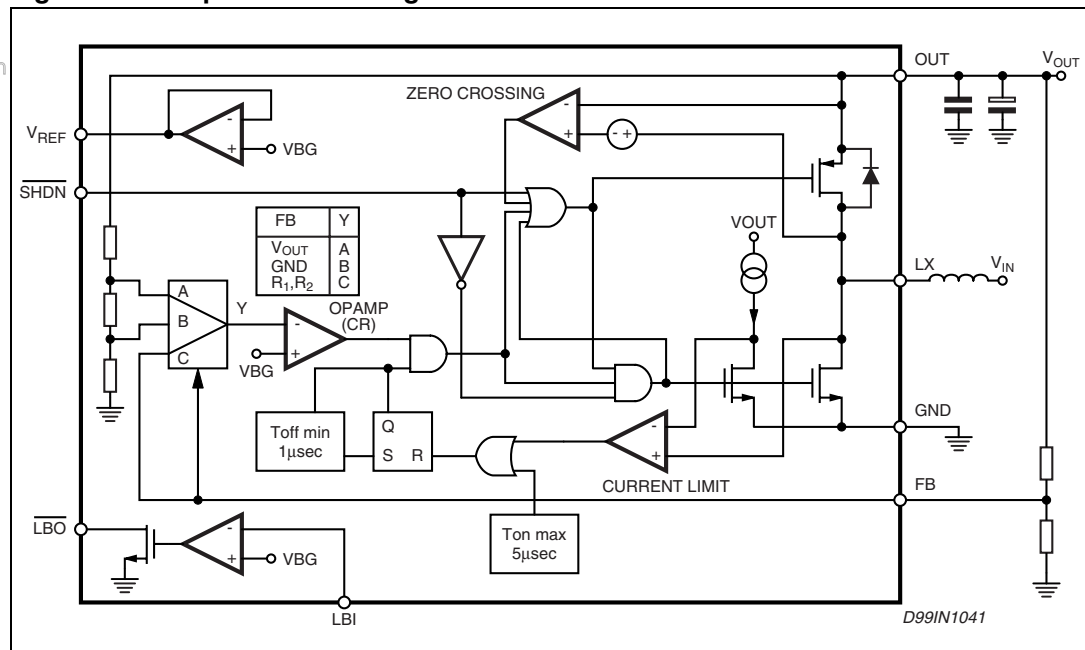 OUT
VOUT
ZERO CROSSING
-
+
- +
VREF
-
+
VBG
SHDN
FB Y
VOUT A
GND B
R1,R2 C
VOUT
LX
VIN
A
B
C
Y
OPAMP
(CR)
-
+
VBG
GND
Toff min
1µsec
Q
S R
-
+
CURRENT LIMIT
FB
Ton max
5µsec
LBO
-
+
VBG
LBI
D99IN1041